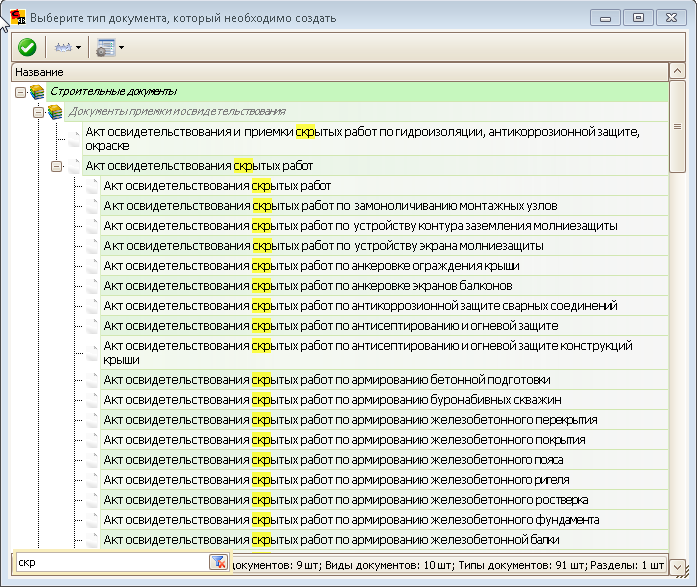 Выберите тип документа, который необходимо создать
Название
Строительные документы
Документы приемки и освидетельствования
Акт освидетельствования и приемки скрытых работ по гидроизоляции, антикоррозионной защите,
окраске
Акт освидетельствования скрытых работ
Акт освидетельствования скрытых работ
Акт освидетельствования скрытых работ по замоноличиванию монтажных узлов
Акт освидетельствования скрытых работ по устройству контура заземления молниезащиты
Акт освидетельствования скрытых работ по устройству экрана молниезащиты
Акт освидетельствования скрытых работ по анкеровке ограждения крыши
Акт освидетельствования скрытых работ по анкеровке экранов балконов
Акт освидетельствования скрытых работ по антикоррозионной защите сварных соединений
Акт освидетельствования скрытых работ по антисептированию и огневой защите
Акт освидетельствования скрытых работ по антисептированию и огневой защите конструкций
крыши
Акт освидетельствования скрытых работ по армированию бетонной подготовки
Акт освидетельствования скрытых работ по армированию буронабивных скважин
Акт освидетельствования скрытых работ по армированию железобетонного перекрытия
Акт освидетельствования скрытых работ по армированию железобетонного покрытия
Акт освидетельствования скрытых работ по армированию железобетонного пояса
Акт освидетельствования скрытых работ по армированию железобетонного ригеля
Акт освидетельствования скрытых работ по армированию железобетонного ростверка
Акт освидетельствования скрытых работ по армированию железобетонного фундамента
Акт освидетельствования скрытых работ по армированию железобетонной балки
скр
документов: 9 шт; Виды документов: 10 шт; Типы документов: 91 шт; Разделы: 1 шт